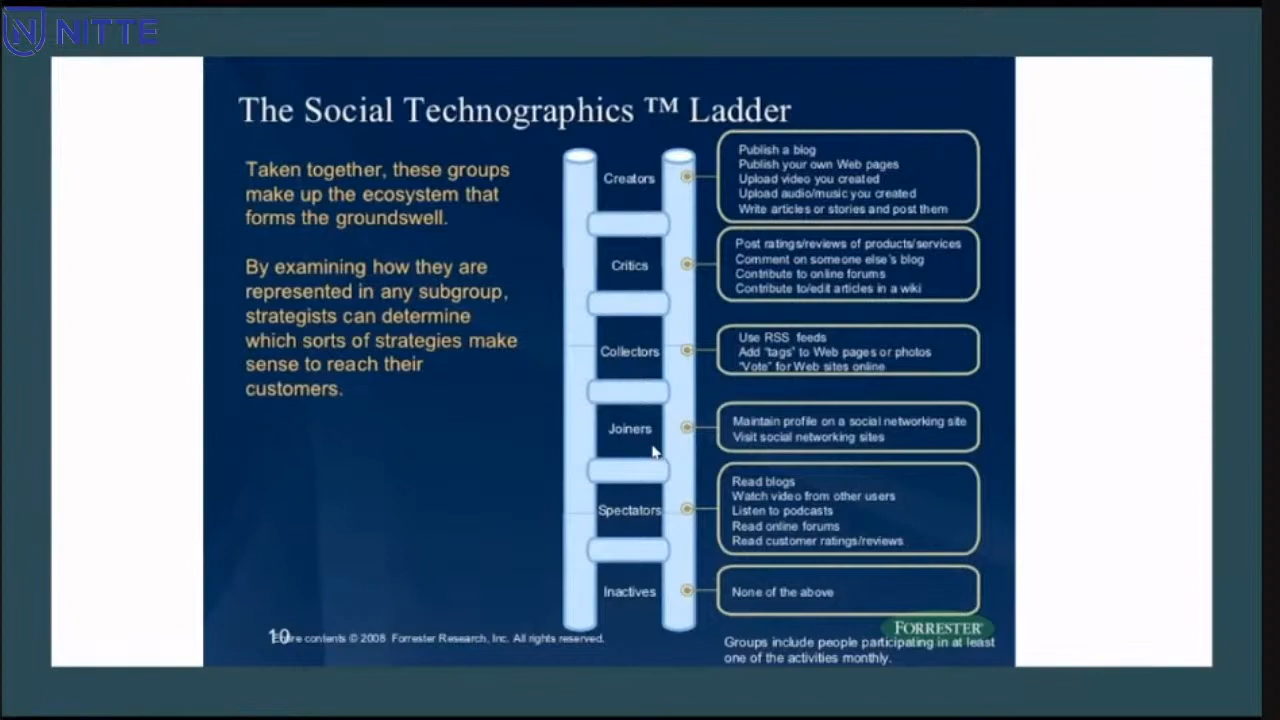 NITTE
The Social Technographics ™ Ladder
Taken together, these groups
make up the ecosystem that
forms the groundswell.
By examining how they are
represented in any subgroup,
strategists can determine
which sorts of strategies make
sense to reach their
customers.
Creators
Publish a blog
Publish your own Web pages
Upload video you created
Upload audio/music you created
Write articles or stories and post them
Critics
Post ratings/reviews of products/services
Comment on someone else's blog
Contribute to online forums
Contribute to/edit articles in a wiki
Collectors
Use RSS feeds
Add "tags" to Web pages or photos
"Vote" for Web sites online
Joiners
Maintain profile on a social networking site
Visit social networking sites
Spectators
Read blogs
Watch video from other users
Listen to podcasts
Read online forums
Read customer ratings/reviews
Inactives
None of the above
10
Entire contents © 2008 Forrester Research, Inc. All rights reserved.
FORRESTER
Groups include people participating in at least
one of the activities monthly.